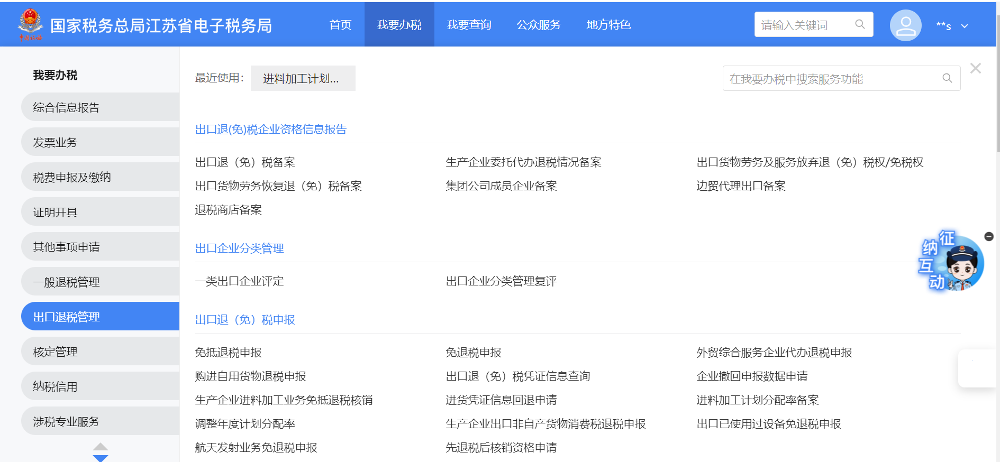 国家税务总局江苏省电子税务局
首页 我要办税 我要查询 公众服务 地方特色
请输入关键词
**s
我要办税
综合信息报告
发票业务
税费申报及缴纳
证明开具
其他事项申请
一般退税管理
出口退税管理
核定管理
纳税信用
涉税专业服务
最近使用： 进料加工计划...
在我要办税中搜索服务功能
出口退(免)税企业资格信息报告
出口退（免）税备案 生产企业委托代办退税情况备案 出口货物劳务及服务放弃退（免）税权/免税权
出口货物劳务恢复退（免）税备案 集团公司成员企业备案 边贸代理出口备案
退税商店备案
出口企业分类管理
一类出口企业评定 出口企业分类管理复评
出口退（免）税申报
免抵退税申报 免退税申报 外贸综合服务企业代办退税申报
购进自用货物退税申报 出口退（免）税凭证信息查询 企业撤回申报数据申请
生产企业进料加工业务免抵退税核销 进货凭证信息回退申请 进料加工计划分配率备案
调整年度计划分配率 生产企业出口非自产货物消费税退税申报 出口已使用过设备免退税申报
航天发射业务免退税申报 先退税后核销资格申请
征纳互动